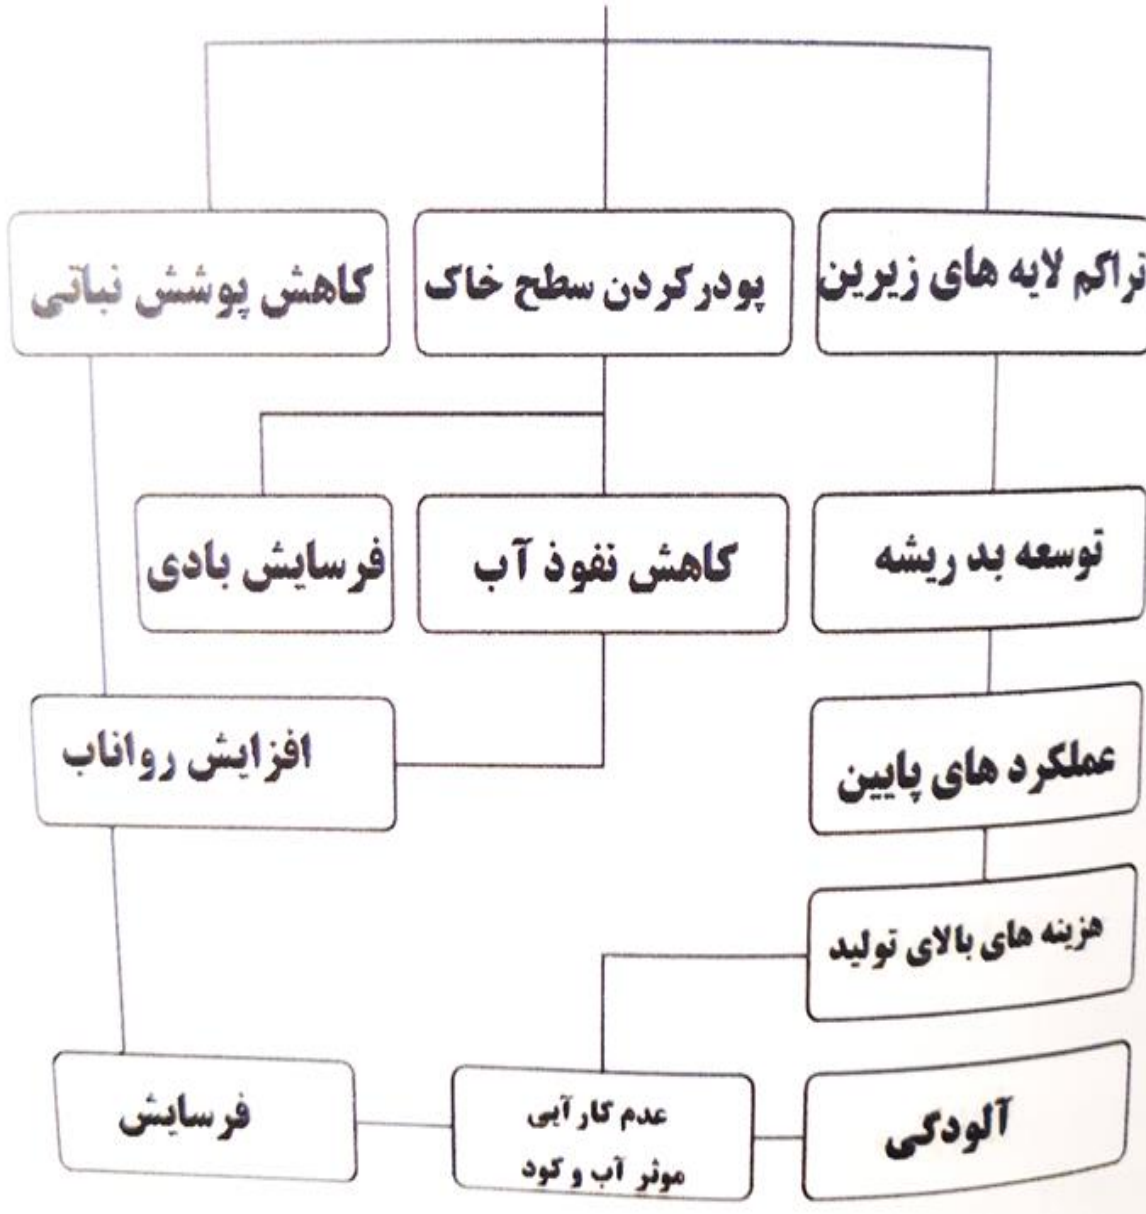 تراکم لایه های زیرین
پودرکردن سطح خاک
کاهش پوشش نباتی
توسعه بد ریشه
کاهش نفوذ آب
فرسایش بادی
عملکرد های پایین
افزایش رواناب
هزینه های بالای تولید
آلودگی
عدم کارآیی
موثر آب و کود
فرسایش